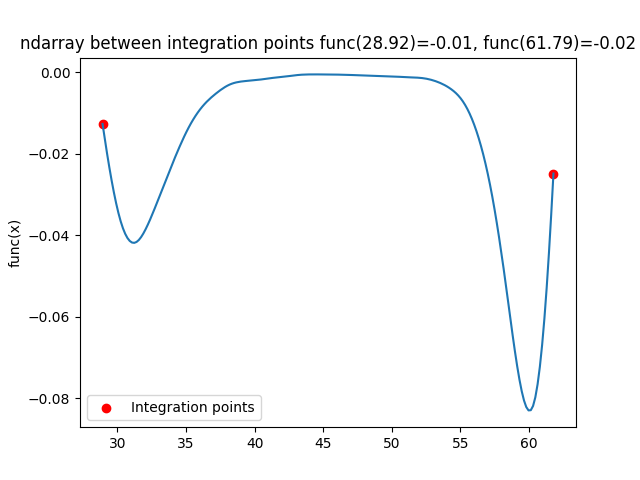 ndarray between integration points func(28.92)=-0.01, func(61.79)=-0.02
0.00
−0.02
−0.04
−0.06
−0.08
func(x)
Integration points
30 35 40 45 50 55 60